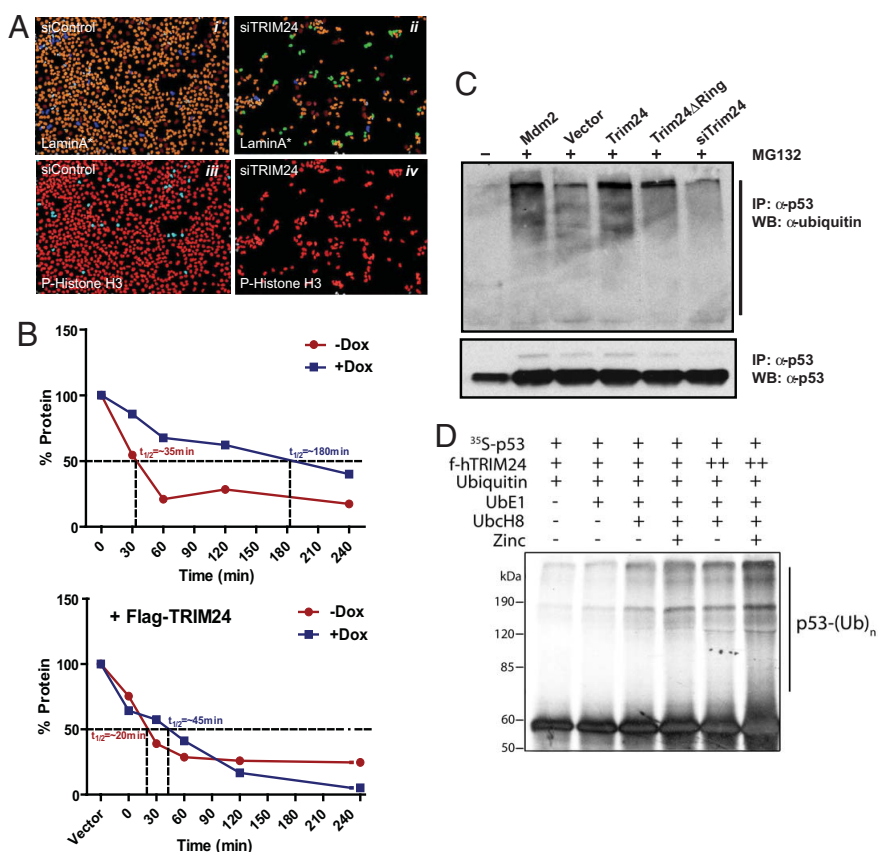 A
siControl
i
LaminA*
siTRIM24
ii
LaminA*
siControl
iii
P-Histone H3
siTRIM24
iv
P-Histone H3
B
150
100
50
0
% Protein
-Dox
+Dox
t1/2=~35min
t1/2=~180min
0 30 60 90 120 150 180 210 240
Time (min)
+ Flag-TRIM24
150
100
50
0
% Protein
-Dox
+Dox
t1/2=~20min
t1/2=~45min
Vector 0 30 60 90 120 150 180 210 240
Time (min)
C
Mdm2 Vector Trim24 Trim24ΔRing siTrim24
– + + + + + MG132
IP: α-p53
WB: α-ubiquitin
IP: α-p53
WB: α-p53
D
35S-p53 + + + + + +
f-hTRIM24 + + + + ++ ++
Ubiquitin + + + + + +
UbE1 - + + + + +
UbcH8 - - + + + +
Zinc - - - + - +
kDa
190
120
85
60
50
p53-(Ub)n